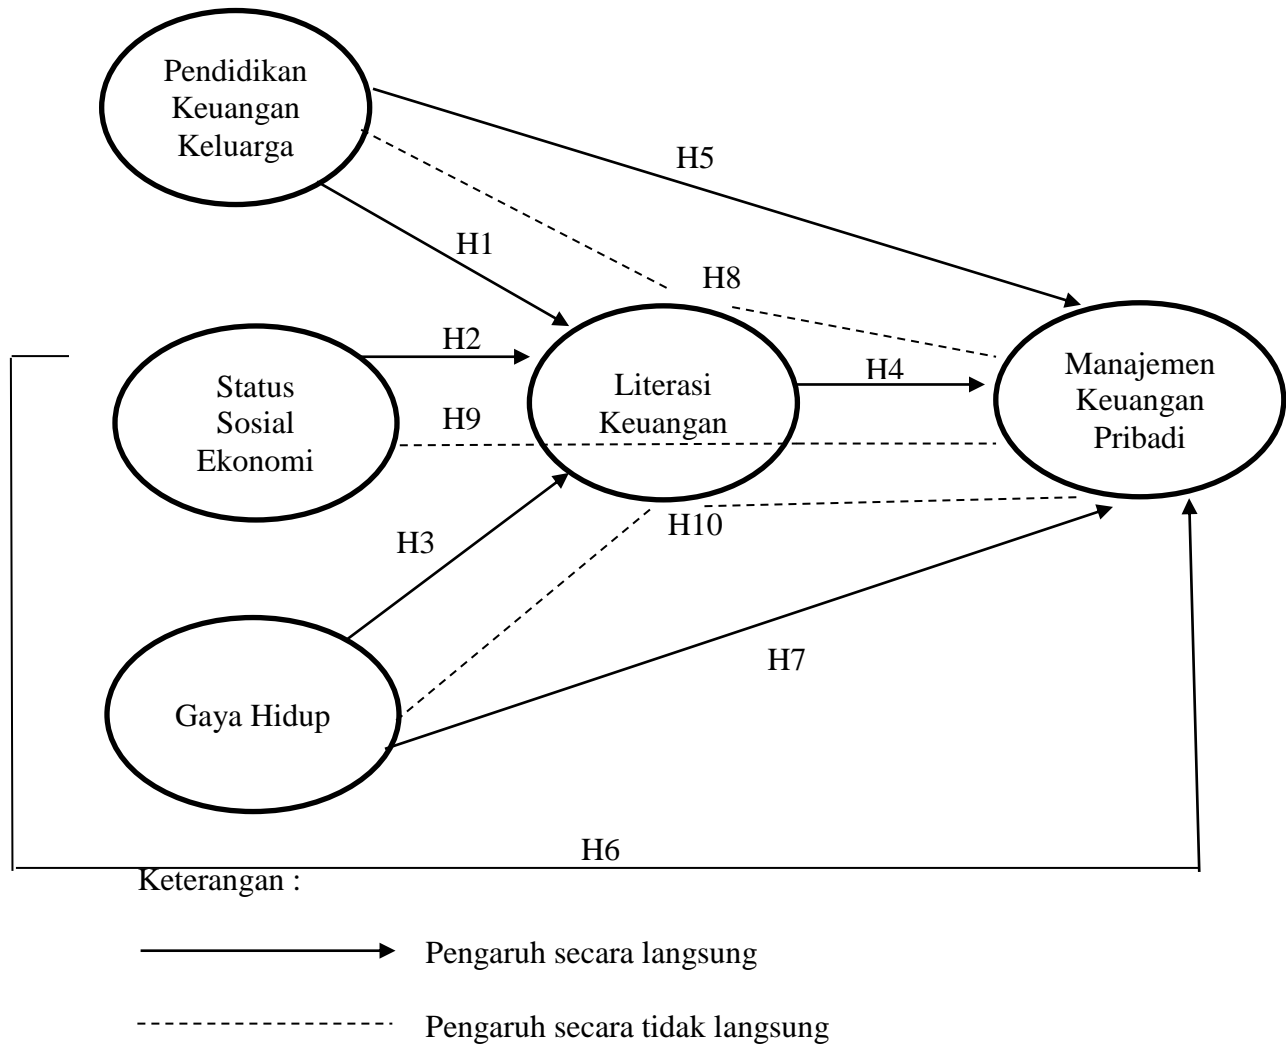 Pendidikan
Keuangan
Keluarga
H5
H1
H8
H2
Status
Sosial
Ekonomi
H9
Literasi
Keuangan
H4
Manajemen
Keuangan
Pribadi
H3
H10
Gaya Hidup
H7
H6
Keterangan :
Pengaruh secara langsung
Pengaruh secara tidak langsung